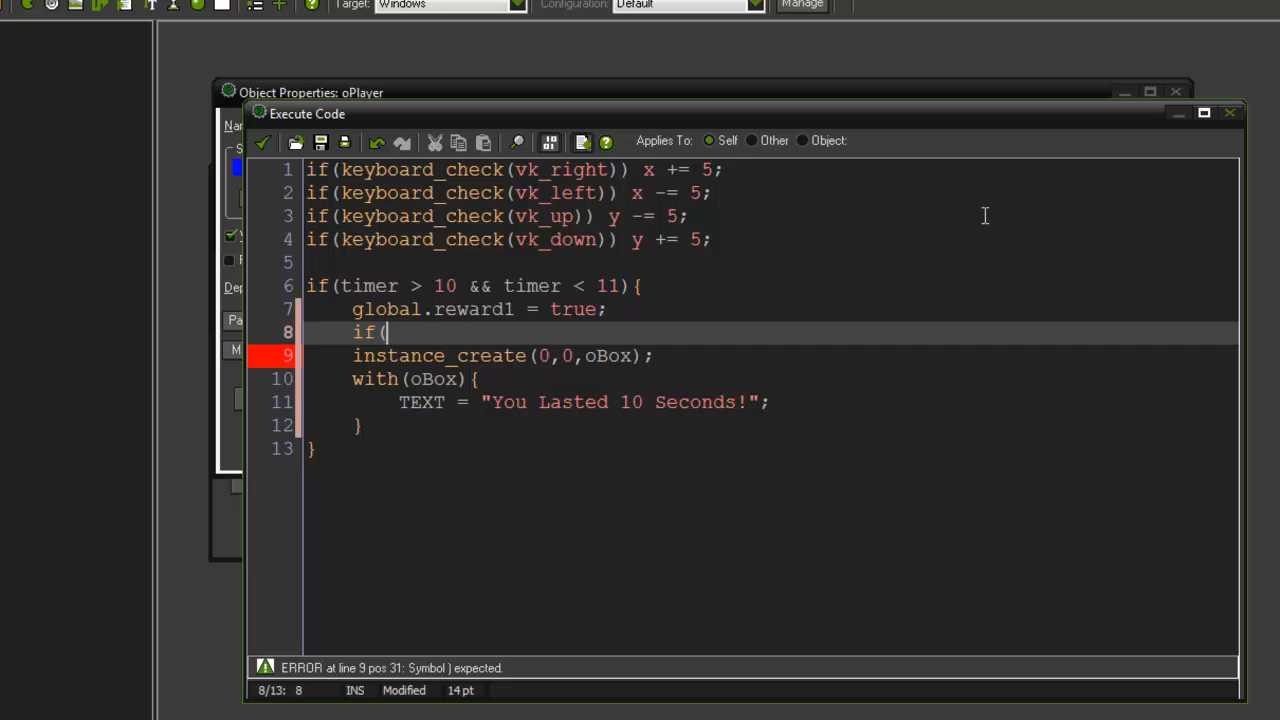 Target: Windows Configuration: Default Manage
Object Properties: oPlayer
Execute Code
Applies To: Self Other Object:
1 if(keyboard_check(vk_right)) x += 5;
2 if(keyboard_check(vk_left)) x -= 5;
3 if(keyboard_check(vk_up)) y -= 5;
4 if(keyboard_check(vk_down)) y += 5;
5
6 if(timer > 10 && timer < 11){
7 global.reward1 = true;
8 if(
9 instance_create(0,0,oBox);
10 with(oBox){
11 TEXT = "You Lasted 10 Seconds!";
12 }
13 }
ERROR at line 9 pos 31: Symbol ) expected.
8/13: 8 INS Modified 14 pt